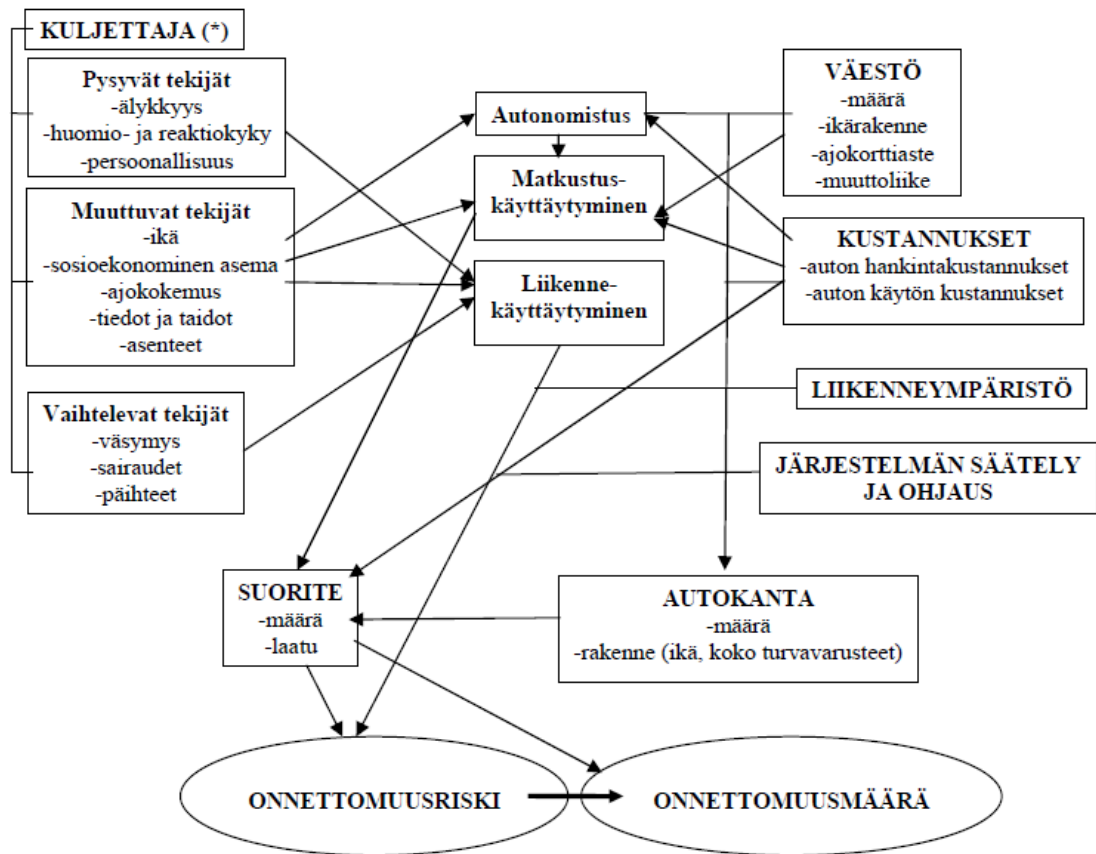 KULJETTAJA (*)
Pysyvät tekijät
-älykkyys
-huomio- ja reaktiokyky
-persoonallisuus
Muuttuvat tekijät
-ikä
-sosioekonominen asema
-ajokokemus
-tiedot ja taidot
-asenteet
Vaihtelevat tekijät
-väsymys
-sairaudet
-päihteet
Autonomistus
Matkustus-
käyttäytyminen
Liikenne-
käyttäytyminen
VÄESTÖ
-määrä
-ikärakenne
-ajokorttiaste
-muuttoliike
KUSTANNUKSET
-auton hankintakustannukset
-auton käytön kustannukset
LIIKENNEYMPÄRISTÖ
JÄRJESTELMÄN SÄÄTELY
JA OHJAUS
SUORITE
-määrä
-laatu
AUTOKANTA
-määrä
-rakenne (ikä, koko turvavarusteet)
ONNETTOMUUSRISKI
ONNETTOMUUSMÄÄRÄ